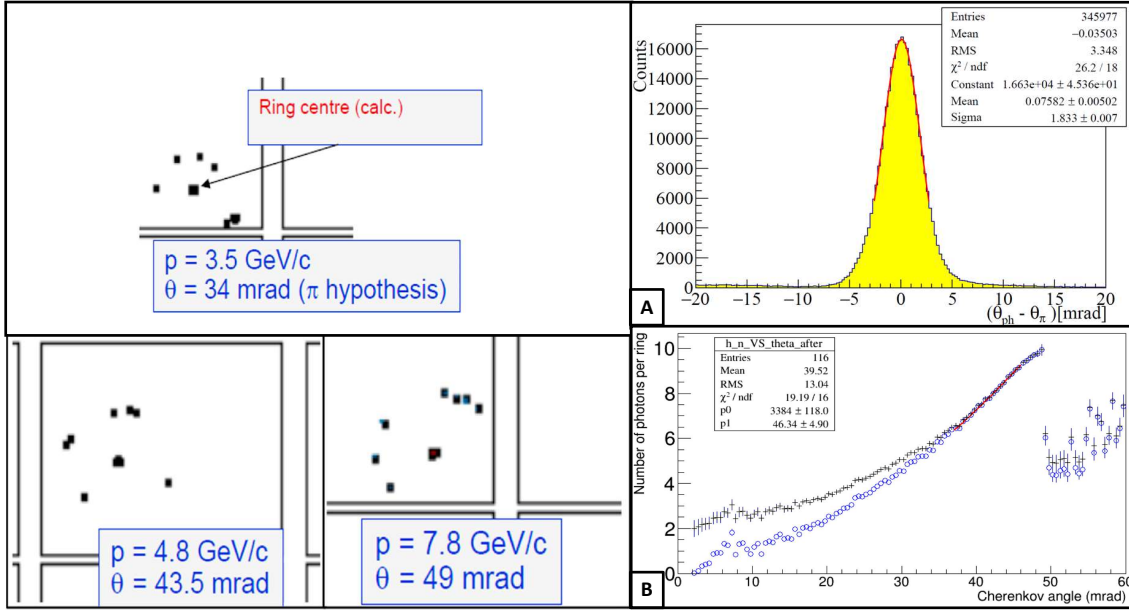 Ring centre (calc.)
p = 3.5 GeV/c
θ = 34 mrad (π hypothesis)
p = 4.8 GeV/c
θ = 43.5 mrad
p = 7.8 GeV/c
θ = 49 mrad
Counts
16000
14000
12000
10000
8000
6000
4000
2000
0
−20 −15 −10 −5 0 5 10 15 20
(θph - θπ)[mrad]
Entries 345977
Mean −0.03503
RMS 3.348
χ² / ndf 26.2 / 18
Constant 1.663e+04 ± 4.536e+01
Mean 0.07582 ± 0.00502
Sigma 1.833 ± 0.007
A
Number of photons per ring
10
8
6
4
2
0
0 10 20 30 40 50 60
Cherenkov angle (mrad)
h_n_VS_theta_after
Entries 116
Mean 39.52
RMS 13.04
χ² / ndf 19.19 / 16
p0 3384 ± 118.0
p1 46.34 ± 4.90
B